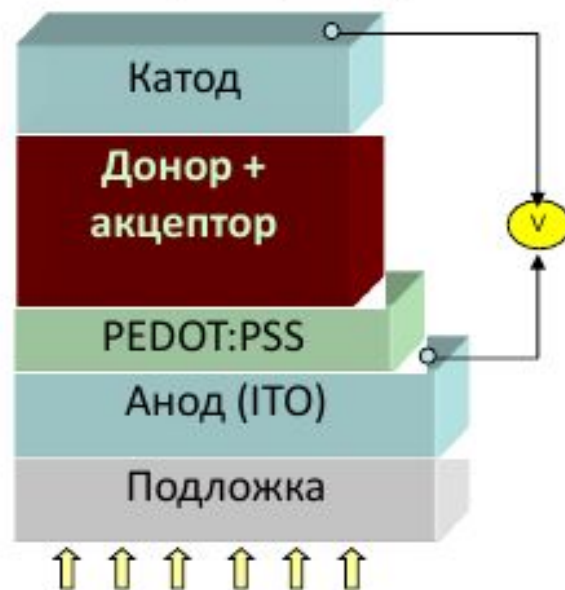 Катод
Донор +
акцептор
V
PEDOT:PSS
Анод (ITO)
Подложка